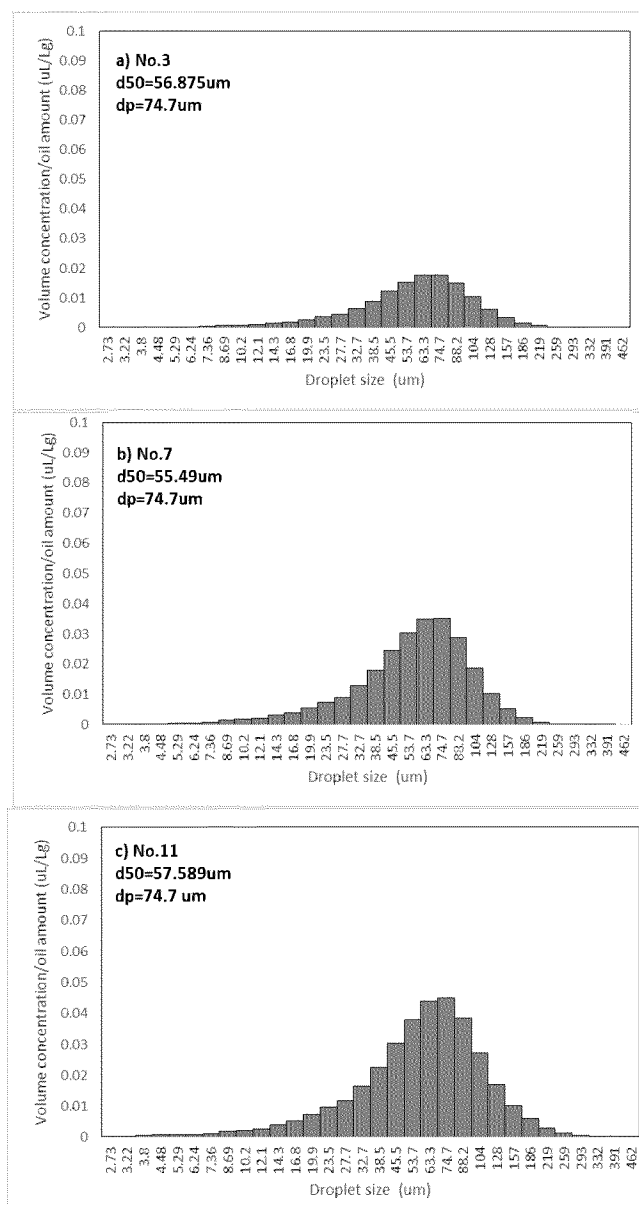 0.1
0.09
0.08
0.07
0.06
0.05
0.04
0.03
0.02
0.01
0
Volume concentration/oil amount (uL/Lg)
a) No.3
d50=56.875um
dp=74.7um
2.73 3.22 3.8 4.48 5.29 6.24 7.36 8.69 10.2 12.1 14.3 16.8 19.9 23.5 27.7 32.7 38.5 45.5 53.7 63.3 74.7 88.2 104 128 157 186 219 259 293 332 391 462
Droplet size (um)
0.1
0.09
0.08
0.07
0.06
0.05
0.04
0.03
0.02
0.01
0
Volume concentration/oil amount (uL/Lg)
b) No.7
d50=55.49um
dp=74.7um
2.73 3.22 3.8 4.48 5.29 6.24 7.36 8.69 10.2 12.1 14.3 16.8 19.9 23.5 27.7 32.7 38.5 45.5 53.7 63.3 74.7 88.2 104 128 157 186 219 259 293 332 391 462
Droplet size (um)
0.1
0.09
0.08
0.07
0.06
0.05
0.04
0.03
0.02
0.01
0
Volume concentration/oil amount (uL/Lg)
c) No.11
d50=57.589um
dp=74.7 um
2.73 3.22 3.8 4.48 5.29 6.24 7.36 8.69 10.2 12.1 14.3 16.8 19.9 23.5 27.7 32.7 38.5 45.5 53.7 63.3 74.7 88.2 104 128 157 186 219 259 293 332 391 462
Droplet size (um)